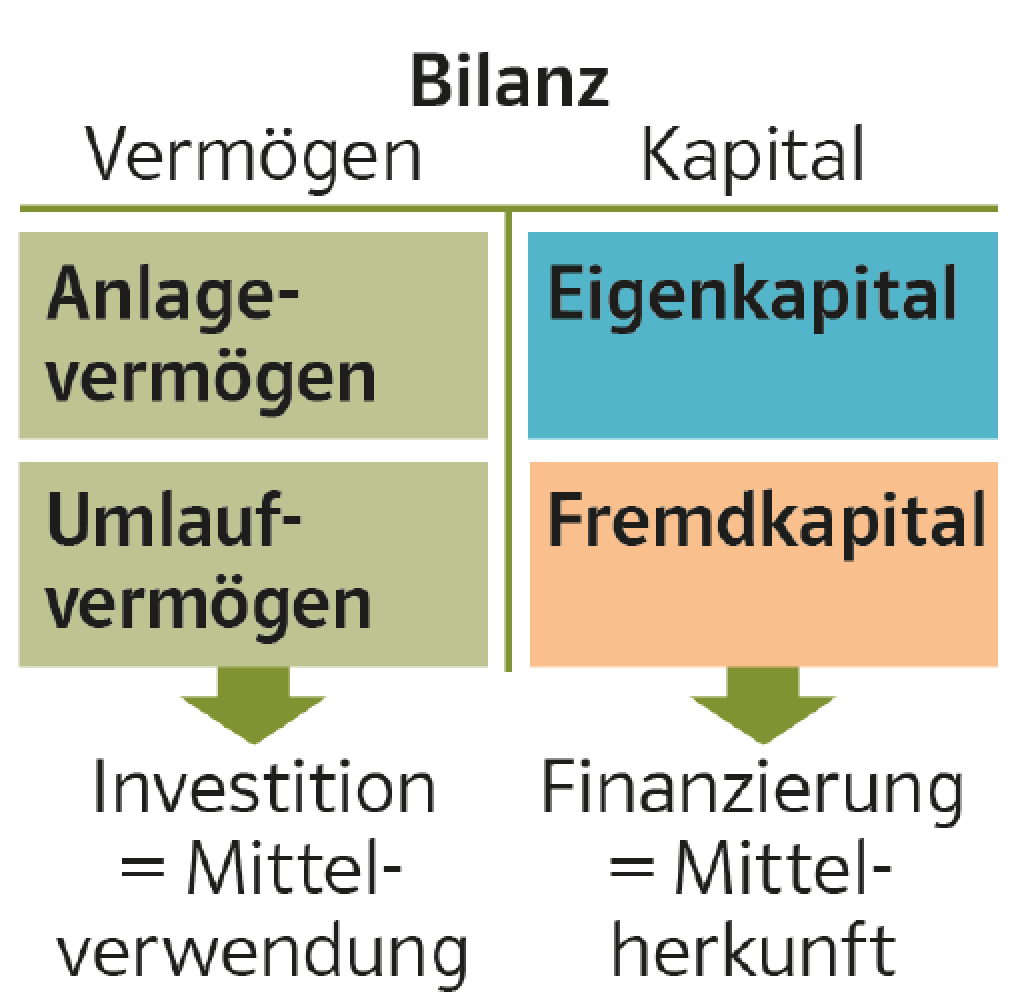 Bilanz
Vermögen
Kapital
Anlage-
vermögen
Eigenkapital
Umlauf-
vermögen
Fremdkapital
Investition
= Mittel-
verwendung
Finanzierung
= Mittel-
herkunft